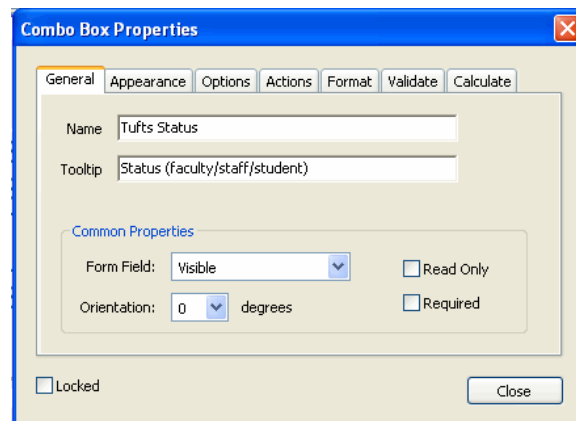 Combo Box Properties
General Appearance Options Actions Format Validate Calculate
Name Tufts Status
Tooltip Status (faculty/staff/student)
Common Properties
Form Field: Visible Read Only
Orientation: 0 degrees Required
Locked Close